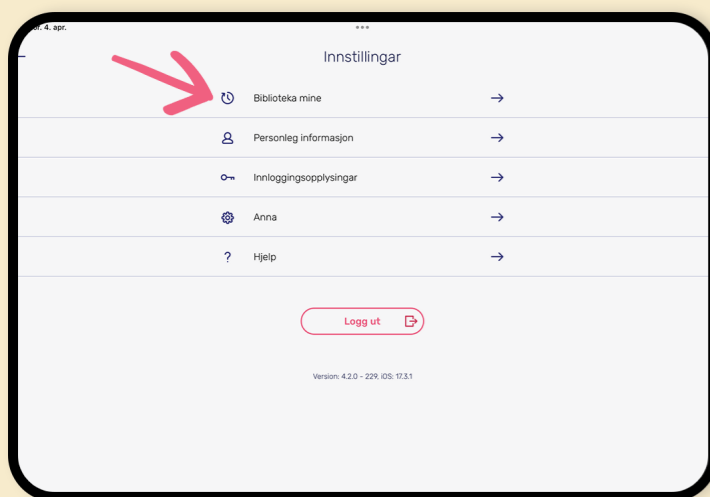 4. apr.
Innstillingar
Biblioteka mine
Personleg informasjon
Innloggingsopplysingar
Anna
Hjelp
Logg ut
Version: 4.2.0 - 229, iOS: 17.3.1